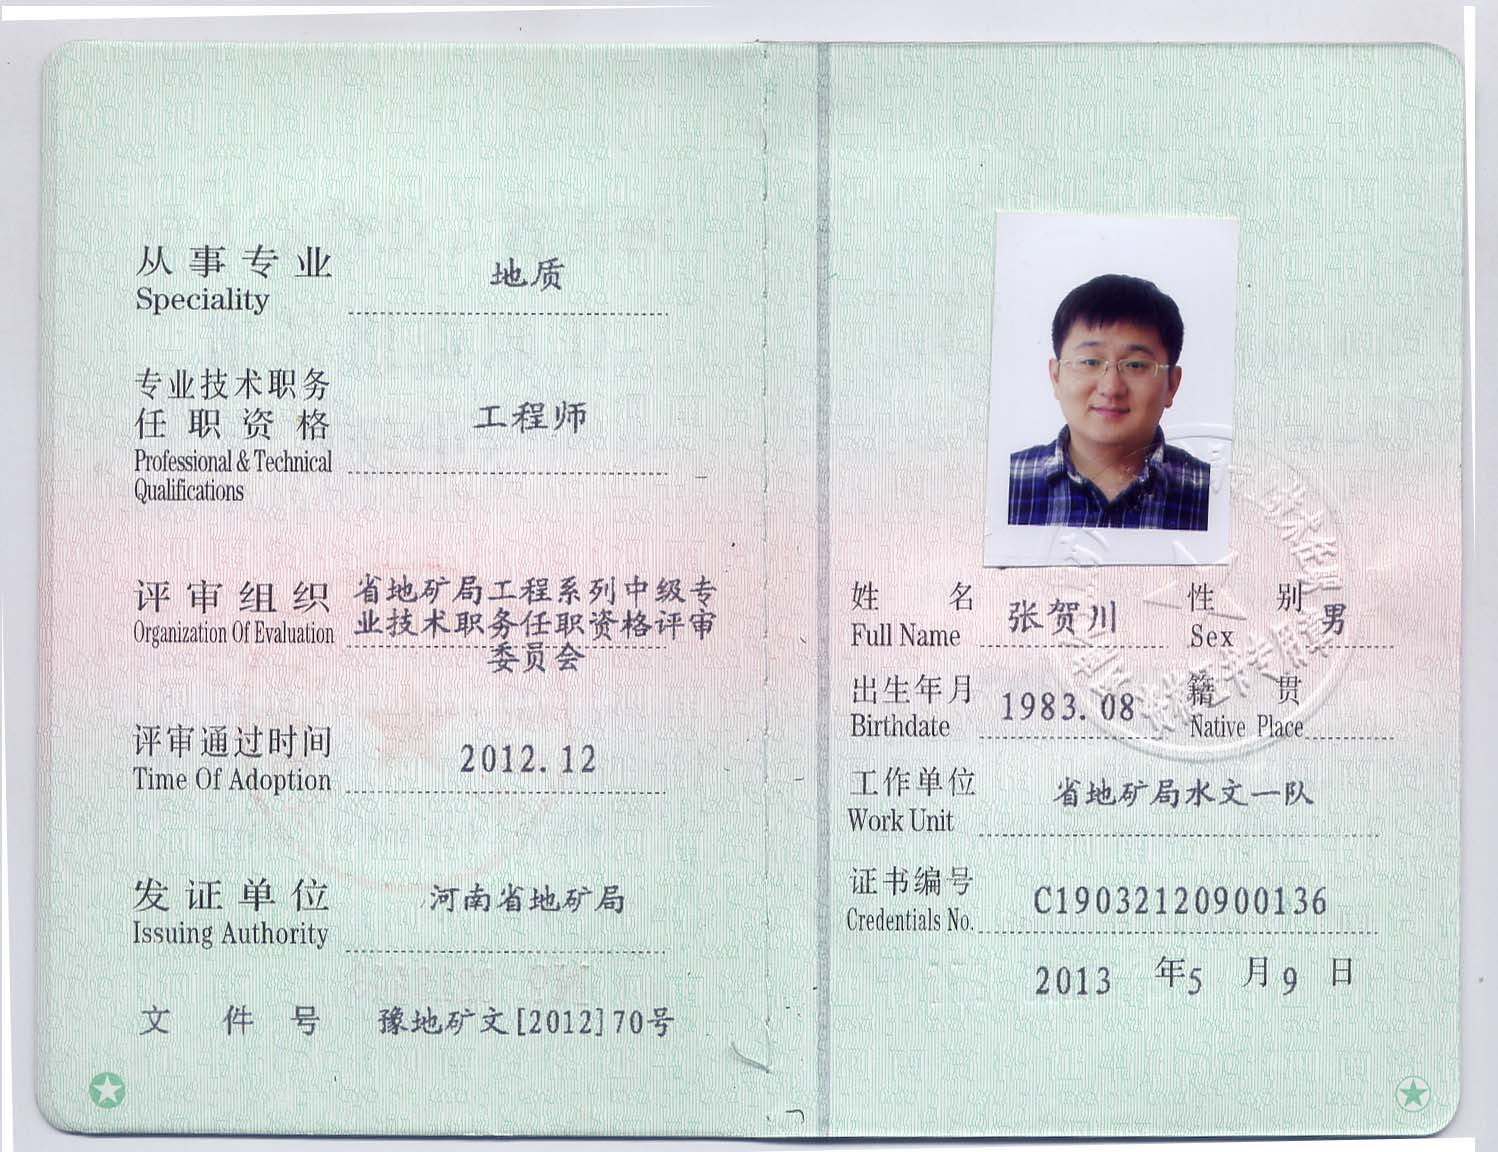 从事专业 地质
Speciality
专业技术职务
任职资格 工程师
Professional & Technical
Qualifications
评审组织 省地矿局工程系列中级专
Organization Of Evaluation 业技术职务任职资格评审
委员会
评审通过时间 2012.12
Time Of Adoption
发证单位 河南省地矿局
Issuing Authority
文件号 豫地矿文[2012]70号
姓名 张贺川 性别 男
Full Name Sex
出生年月 1983.08 籍贯
Birthdate Native Place
工作单位 省地矿局水文一队
Work Unit
证书编号 C19032120900136
Credentials No.
2013 年5 月9 日